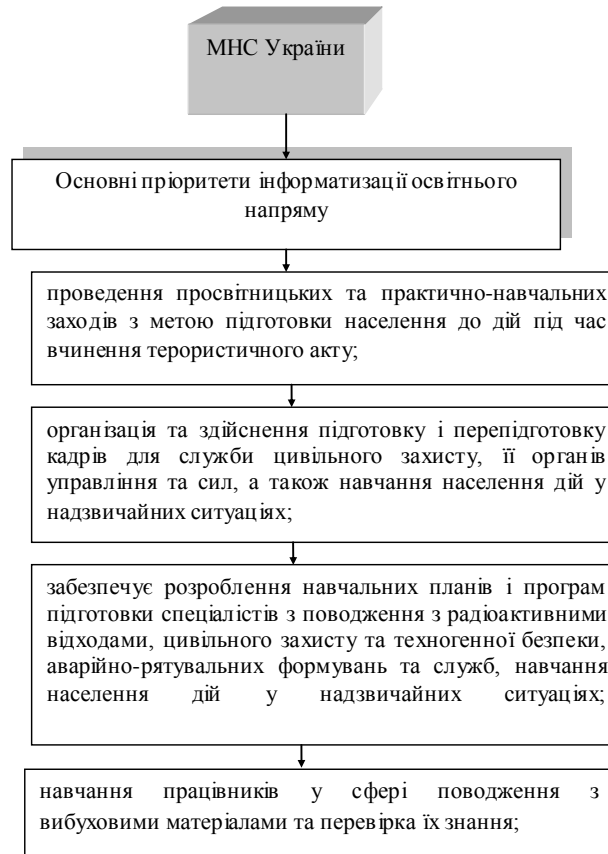 МНС України
Основні пріоритети інформатизації освітнього
напряму
проведення просвітницьких та практично-навчальних
заходів з метою підготовки населення до дій під час
вчинення терористичного акту;
організація та здійснення підготовку і перепідготовку
кадрів для служби цивільного захисту, її органів
управління та сил, а також навчання населення дій у
надзвичайних ситуаціях;
забезпечує розроблення навчальних планів і програм
підготовки спеціалістів з поводження з радіоактивними
відходами, цивільного захисту та техногенної безпеки,
аварійно-рятувальних формувань та служб, навчання
населення дій у надзвичайних ситуаціях;
навчання працівників у сфері поводження з
вибуховими матеріалами та перевірка їх знання;